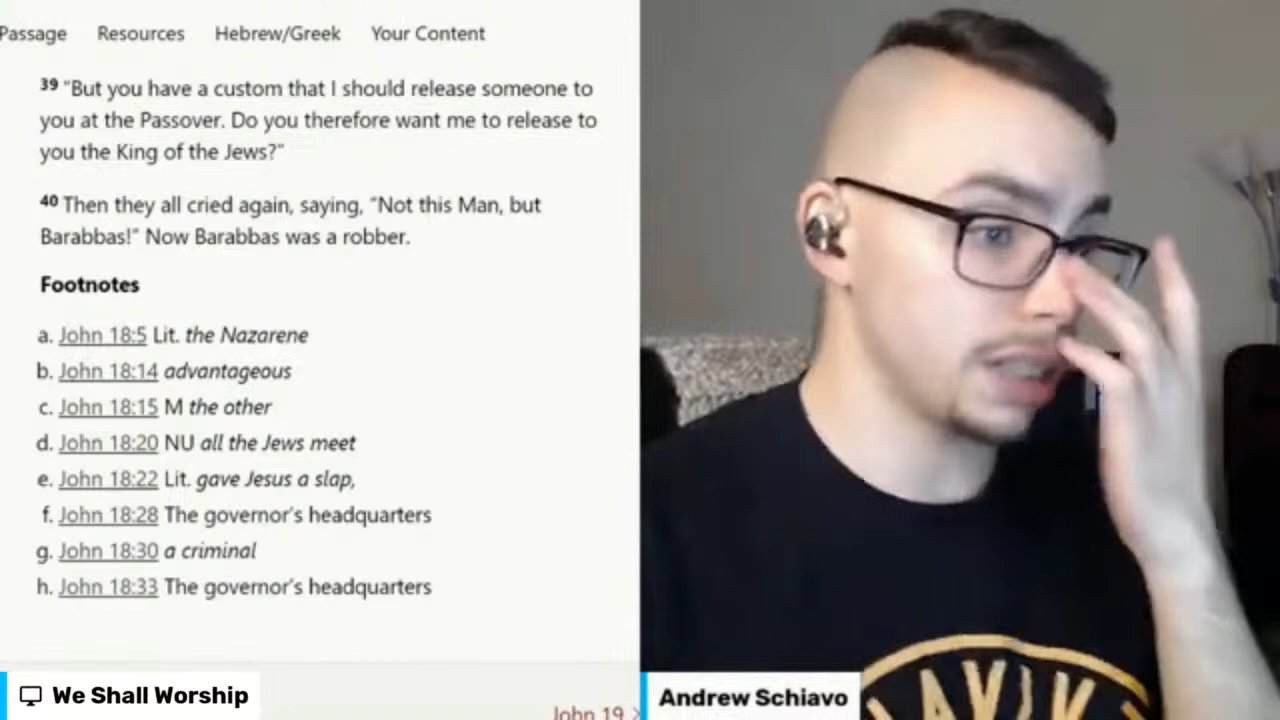 Passage Resources Hebrew/Greek Your Content
39 "But you have a custom that I should release someone to
you at the Passover. Do you therefore want me to release to
you the King of the Jews?"
40 Then they all cried again, saying, "Not this Man, but
Barabbas!" Now Barabbas was a robber.
Footnotes
a. John 18:5 Lit. the Nazarene
b. John 18:14 advantageous
c. John 18:15 M the other
d. John 18:20 NU all the Jews meet
e. John 18:22 Lit. gave Jesus a slap,
f. John 18:28 The governor's headquarters
g. John 18:30 a criminal
h. John 18:33 The governor's headquarters
John 19 >
We Shall Worship
Andrew Schiavo